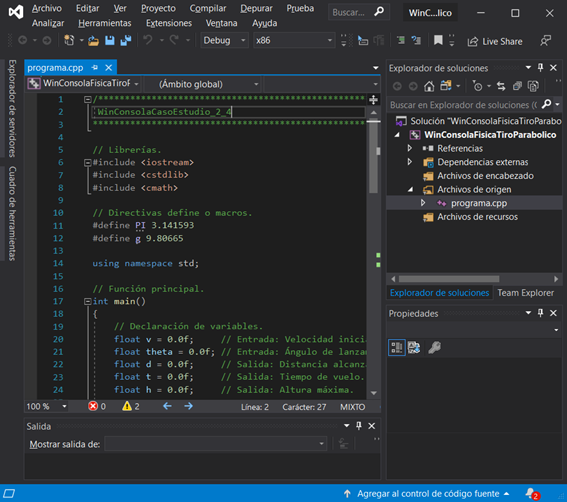 Archivo Editar Ver Proyecto Compilar Depurar Prueba Buscar... WinC...lico
Analizar Herramientas Extensiones Ventana Ayuda
Debug x86 Live Share
Explorador de servidores
Cuadro de herramientas
programa.cpp
WinConsolaFisicaTiroP (Ámbito global)
1 /**************************************************
2 WinConsolaCasoEstudio_2_4
3 **************************************************
4
5 // Librerías.
6 #include <iostream>
7 #include <cstdlib>
8 #include <cmath>
9
10 // Directivas define o macros.
11 #define PI 3.141593
12 #define g 9.80665
13
14 using namespace std;
15
16 // Función principal.
17 int main()
18 {
19 // Declaración de variables.
20 float v = 0.0f; // Entrada: Velocidad inici
21 float theta = 0.0f; // Entrada: Ángulo de lanzam
22 float d = 0.0f; // Salida: Distancia alcanz
23 float t = 0.0f; // Salida: Tiempo de vuelo.
24 float h = 0.0f; // Salida: Altura máxima.
100 % 0 2 Línea: 2 Carácter: 27 MIXTO
Salida
Mostrar salida de:
Explorador de soluciones
Buscar en Explorador de soluciones (C
Solución "WinConsolaFisicaTiroParabo
WinConsolaFisicaTiroParabolico
Referencias
Dependencias externas
Archivos de encabezado
Archivos de origen
programa.cpp
Archivos de recursos
Explorador de soluciones Team Explorer
Propiedades
Agregar al control de código fuente 2